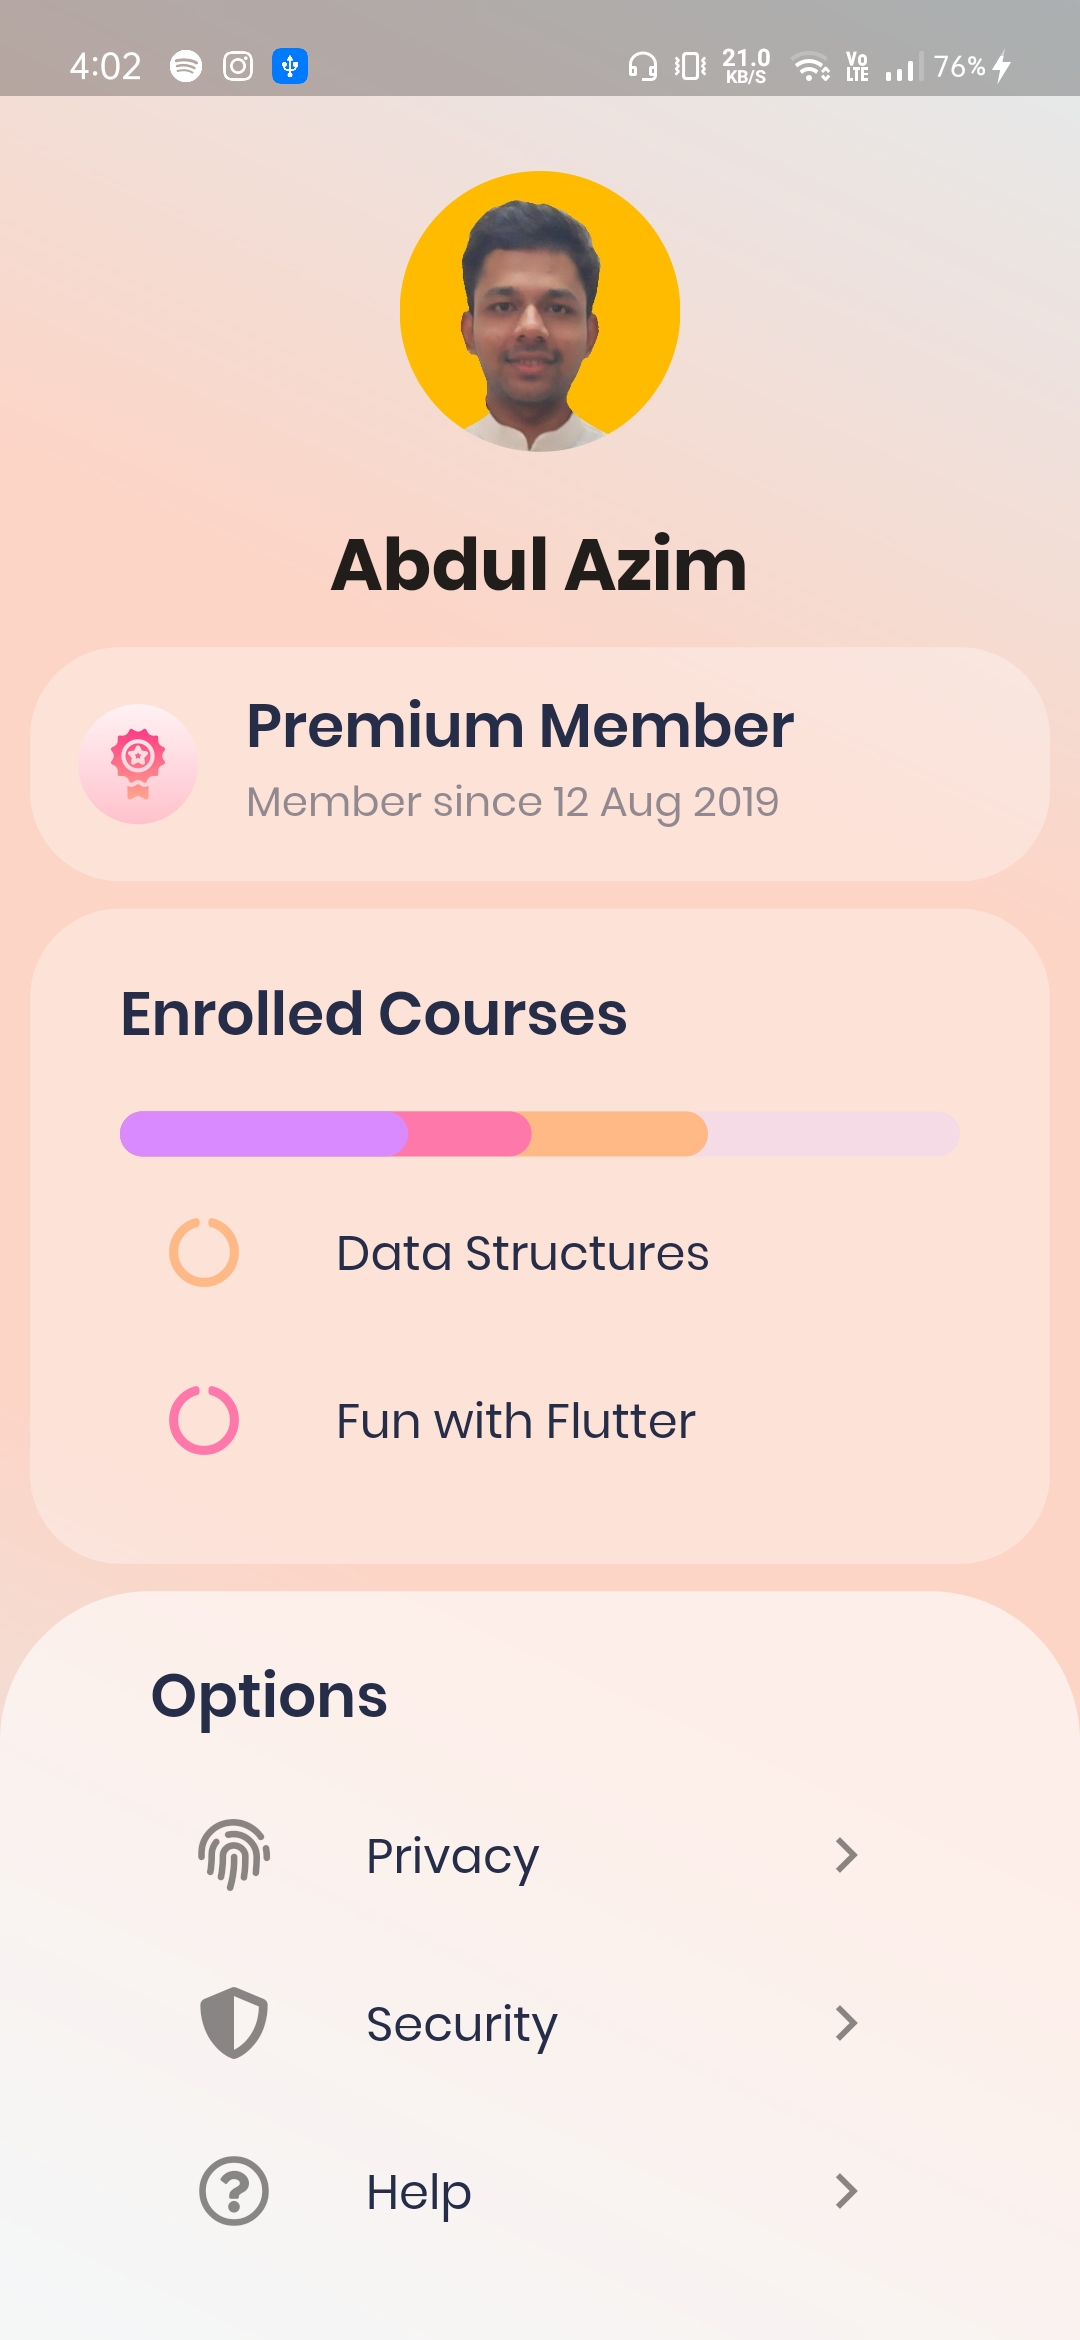 4:02 21.0 KB/S Vo LTE 76%
Abdul Azim
Premium Member
Member since 12 Aug 2019
Enrolled Courses
Data Structures
Fun with Flutter
Options
Privacy
Security
Help